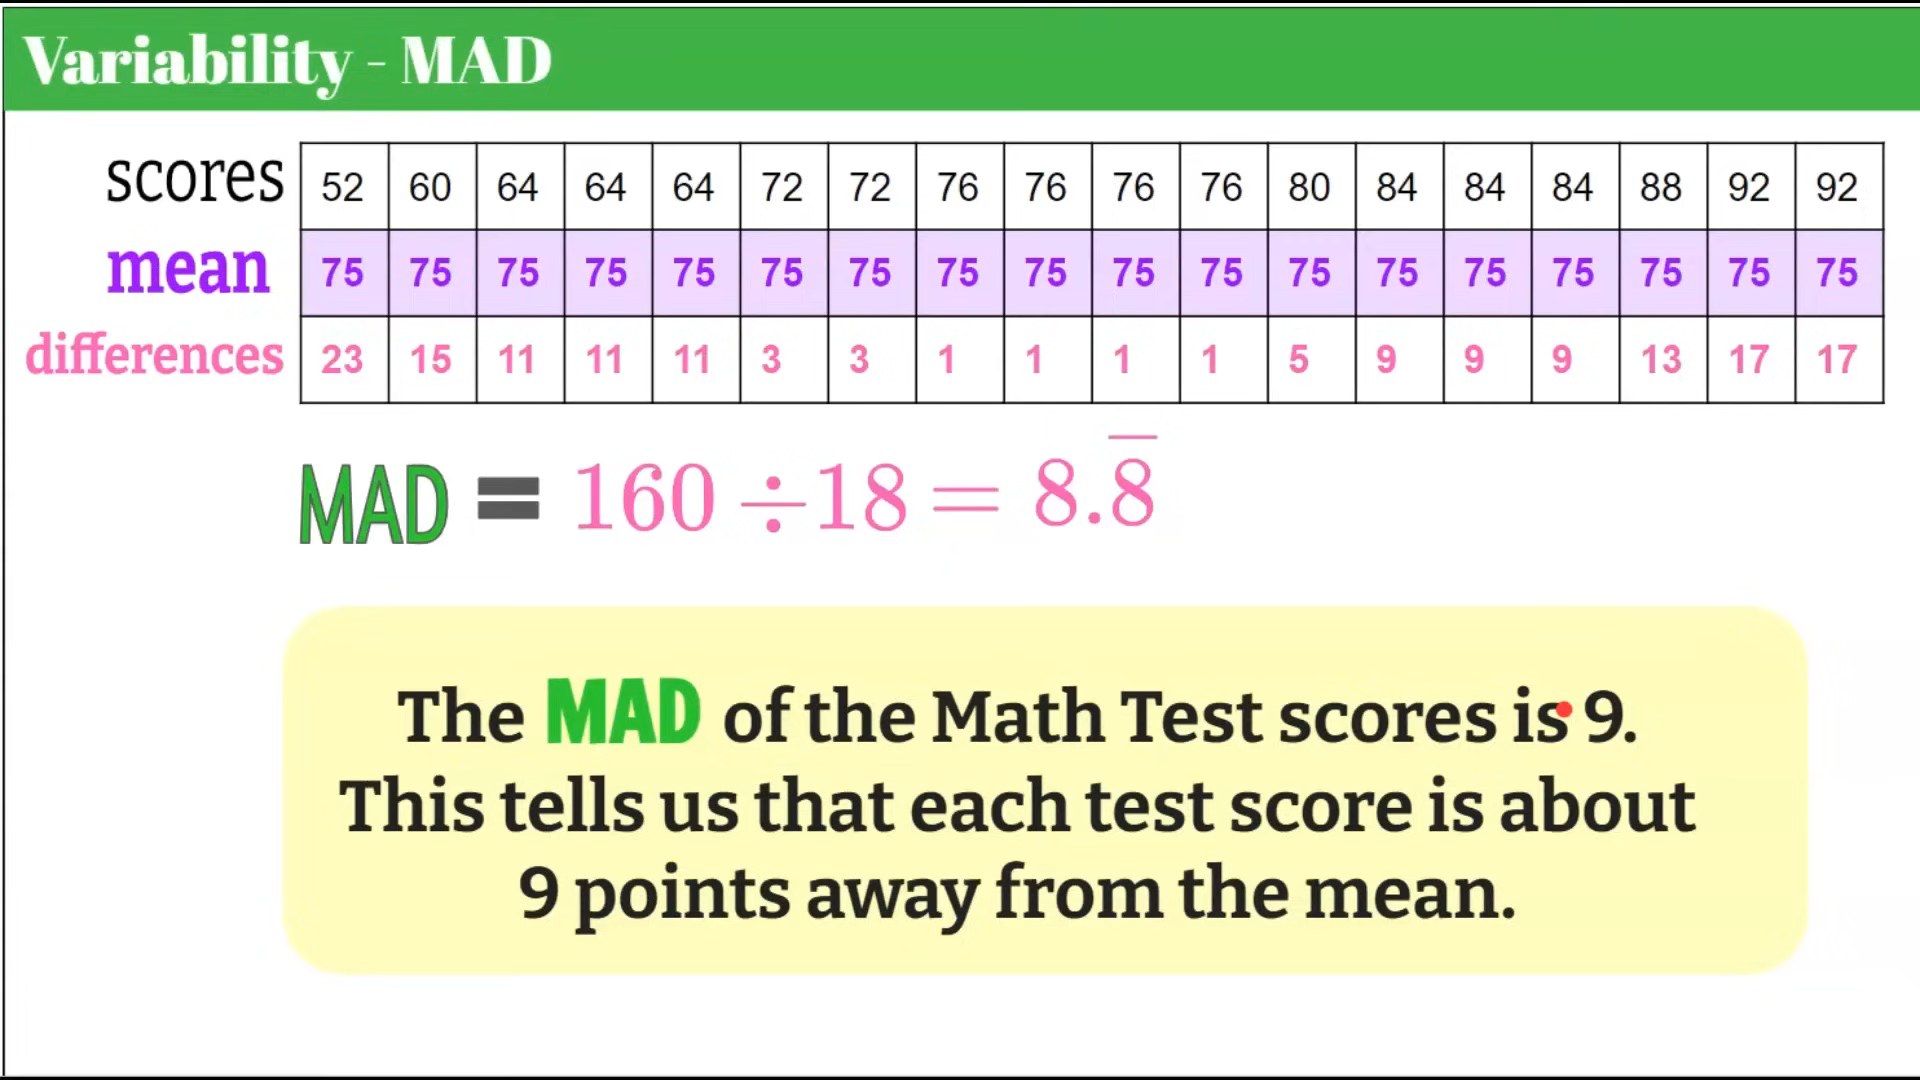 Variability - MAD
scores 52 60 64 64 64 72 72 76 76 76 76 80 84 84 84 88 92 92
mean 75 75 75 75 75 75 75 75 75 75 75 75 75 75 75 75 75 75
differences 23 15 11 11 11 3 3 1 1 1 1 5 9 9 9 13 17 17
MAD = 160 ÷ 18 = 8.8̅
The MAD of the Math Test scores is 9.
This tells us that each test score is about
9 points away from the mean.